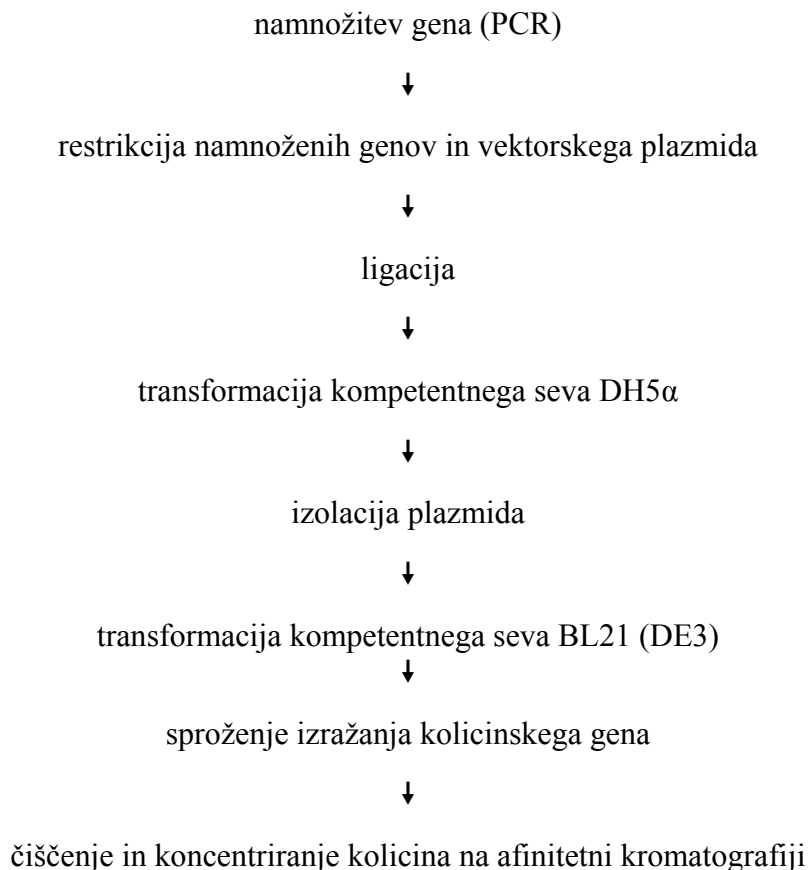 namnožitev gena (PCR)
restrikcija namnoženih genov in vektorskega plazmida
ligacija
transformacija kompetentnega seva DH5α
izolacija plazmida
transformacija kompetentnega seva BL21 (DE3)
sproženje izražanja kolicinskega gena
čiščenje in koncentriranje kolicina na afinitetni kromatografiji